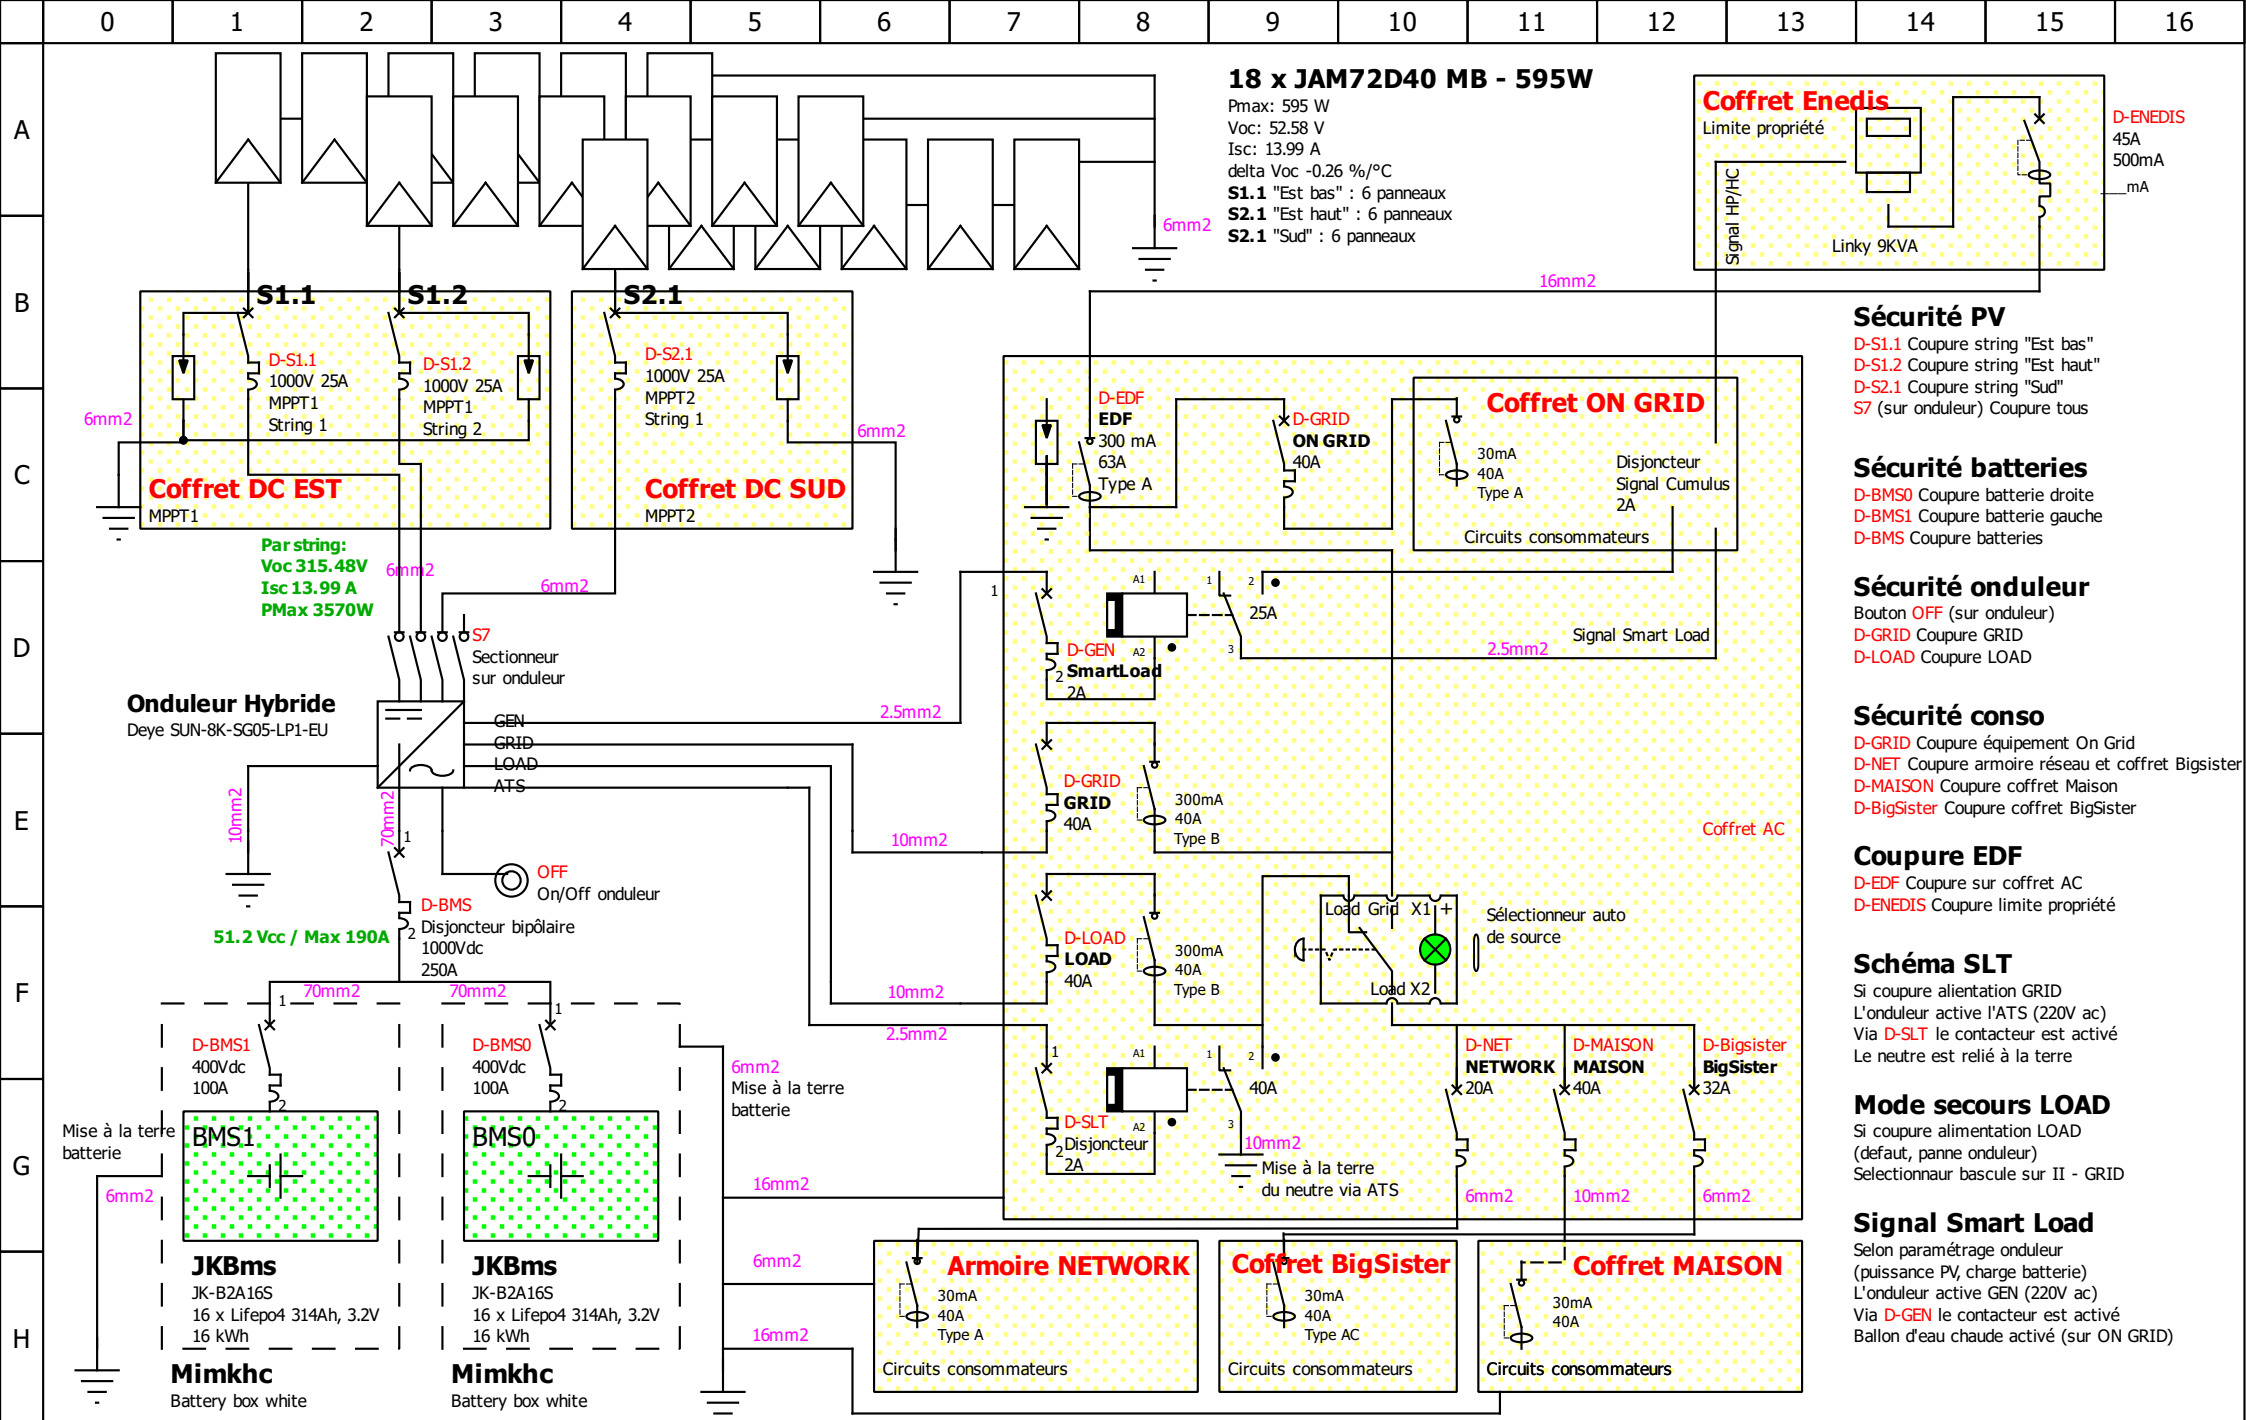 0 1 2 3 4 5 6 7 8 9 10 11 12 13 14 15 16
A
B
C
D
E
F
G
H
18 x JAM72D40 MB - 595W
Pmax: 595 W
Voc: 52.58 V
Isc: 13.99 A
delta Voc -0.26 %/°C
S1.1 "Est bas" : 6 panneaux
S2.1 "Est haut" : 6 panneaux
S2.1 "Sud" : 6 panneaux
6mm2
Coffret Enedis
Limite propriété
Signal HP/HC
Linky 9KVA
D-ENEDIS
45A
500mA
___mA
16mm2
S1.1
S1.2
S2.1
D-S1.1
1000V 25A
MPPT1
String 1
D-S1.2
1000V 25A
MPPT1
String 2
D-S2.1
1000V 25A
MPPT2
String 1
6mm2
6mm2
Coffret DC EST
MPPT1
Coffret DC SUD
MPPT2
Par string:
Voc 315.48V
Isc 13.99 A
PMax 3570W
6mm2
6mm2
S7
Sectionneur
sur onduleur
Onduleur Hybride
Deye SUN-8K-SG05-LP1-EU
GEN
GRID
LOAD
ATS
10mm2
70mm2
1
OFF
On/Off onduleur
D-BMS
2 Disjoncteur bipôlaire
1000Vdc
250A
51.2 Vcc / Max 190A
70mm2
70mm2
1
1
D-BMS1
400Vdc
100A
2
D-BMS0
400Vdc
100A
2
BMS1
BMS0
Mise à la terre
batterie
6mm2
6mm2
Mise à la terre
batterie
JKBms
JK-B2A16S
16 x Lifepo4 314Ah, 3.2V
16 kWh
JKBms
JK-B2A16S
16 x Lifepo4 314Ah, 3.2V
16 kWh
Mimkhc
Battery box white
Mimkhc
Battery box white
2.5mm2
10mm2
10mm2
2.5mm2
16mm2
6mm2
16mm2
D-EDF
EDF
300 mA
63A
Type A
D-GRID
ON GRID
40A
Coffret ON GRID
30mA
40A
Type A
Disjoncteur
Signal Cumulus
2A
Circuits consommateurs
1
D-GEN
SmartLoad
2
2A
A1
A2
1
2
3
25A
Signal Smart Load
2.5mm2
D-GRID
GRID
40A
300mA
40A
Type B
Coffret AC
D-LOAD
LOAD
40A
300mA
40A
Type B
Load Grid X1 +
Load X2
Sélectionneur auto
de source
1
D-SLT
2
Disjoncteur
2A
A1
A2
1
2
3
40A
10mm2
Mise à la terre
du neutre via ATS
D-NET
NETWORK
20A
D-MAISON
MAISON
40A
D-Bigsister
BigSister
32A
6mm2
10mm2
6mm2
Armoire NETWORK
30mA
40A
Type A
Circuits consommateurs
Coffret BigSister
30mA
40A
Type AC
Circuits consommateurs
Coffret MAISON
30mA
40A
Circuits consommateurs
Sécurité PV
D-S1.1 Coupure string "Est bas"
D-S1.2 Coupure string "Est haut"
D-S2.1 Coupure string "Sud"
S7 (sur onduleur) Coupure tous
Sécurité batteries
D-BMS0 Coupure batterie droite
D-BMS1 Coupure batterie gauche
D-BMS Coupure batteries
Sécurité onduleur
Bouton OFF (sur onduleur)
D-GRID Coupure GRID
D-LOAD Coupure LOAD
Sécurité conso
D-GRID Coupure équipement On Grid
D-NET Coupure armoire réseau et coffret Bigsister
D-MAISON Coupure coffret Maison
D-BigSister Coupure coffret BigSister
Coupure EDF
D-EDF Coupure sur coffret AC
D-ENEDIS Coupure limite propriété
Schéma SLT
Si coupure alientation GRID
L'onduleur active l'ATS (220V ac)
Via D-SLT le contacteur est activé
Le neutre est relié à la terre
Mode secours LOAD
Si coupure alimentation LOAD
(defaut, panne onduleur)
Selectionnaur bascule sur II - GRID
Signal Smart Load
Selon paramétrage onduleur
(puissance PV, charge batterie)
L'onduleur active GEN (220V ac)
Via D-GEN le contacteur est activé
Ballon d'eau chaude activé (sur ON GRID)